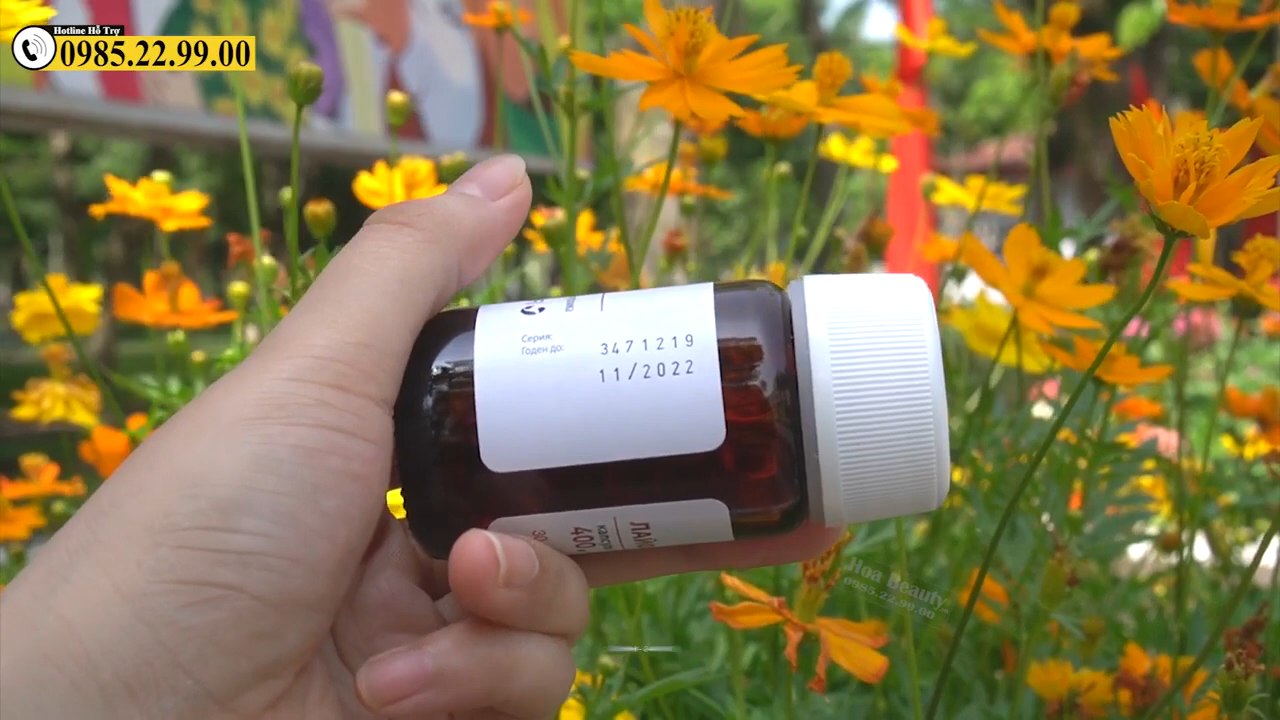 Hotline Hỗ Trợ
0985.22.99.00
Серия: 3471219
Годен до: 11/2022
400
Hoa Beauty
0985.22.99.00